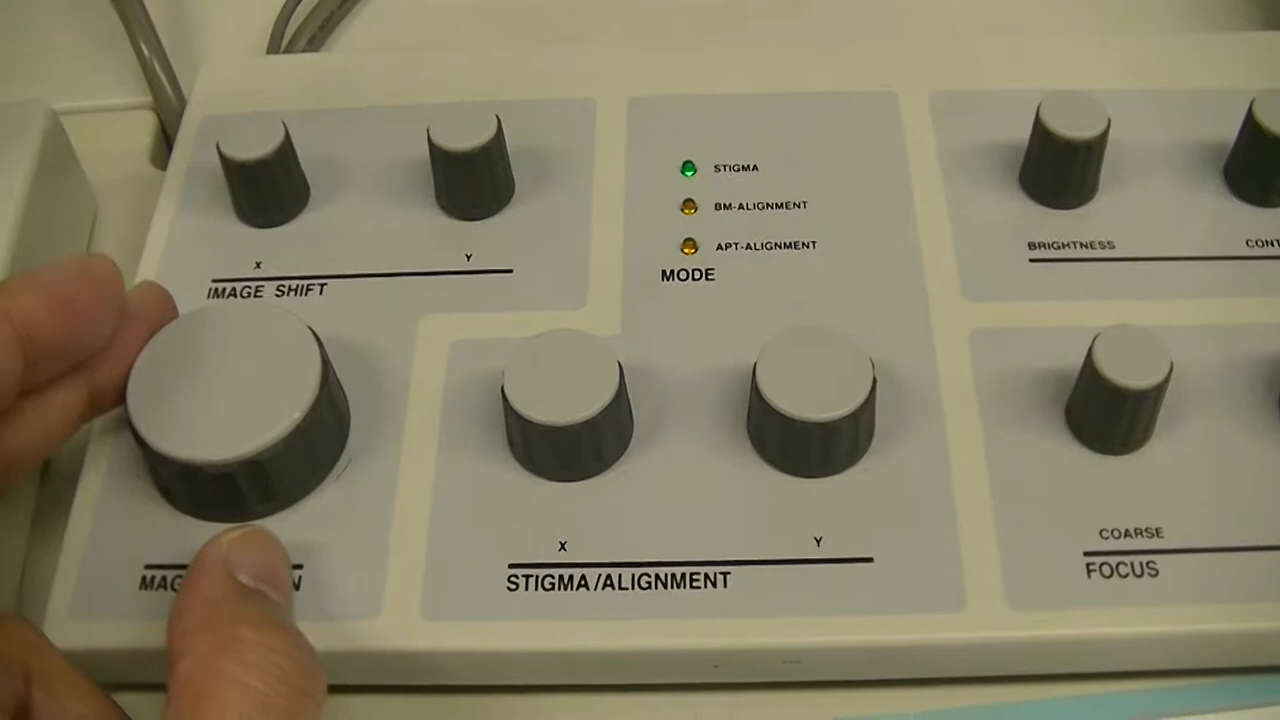 X Y
IMAGE SHIFT
STIGMA
BM-ALIGNMENT
APT-ALIGNMENT
MODE
BRIGHTNESS
X Y
STIGMA/ALIGNMENT
COARSE
FOCUS